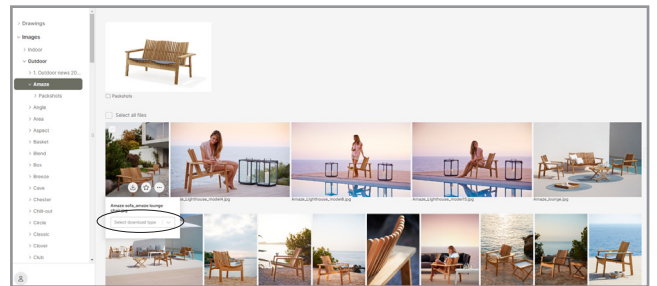 > Drawings
Images
> Indoor
Outdoor
> 1. Outdoor news 20...
Amaze
> Packshots
> Angle
> Area
> Aspect
> Basket
> Blend
> Box
> Breeze
> Cave
> Chester
> Chill-out
> Circle
> Classic
> Clover
> Club
Packshots
Select all files
Amaze_Lighthouse_model8.jpg
Amaze_Lighthouse_model10.jpg
Amaze_lounge.jpg
Amaze sofa_amaze lounge
Select download type